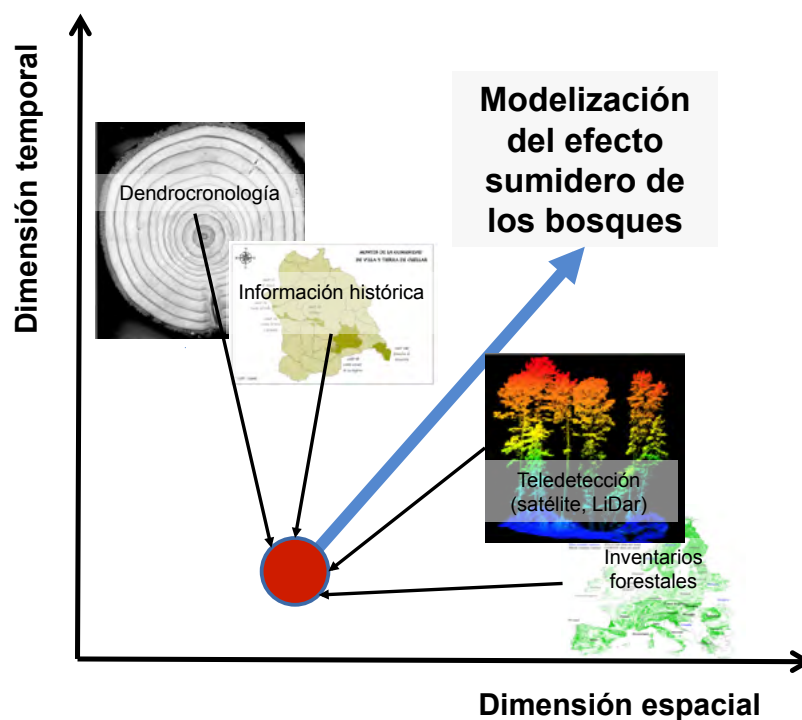 Dimensión temporal
Modelización
del efecto
sumidero de
los bosques
Dendrocronología
Información histórica
Teledetección
(satélite, LiDar)
Inventarios
forestales
Dimensión espacial